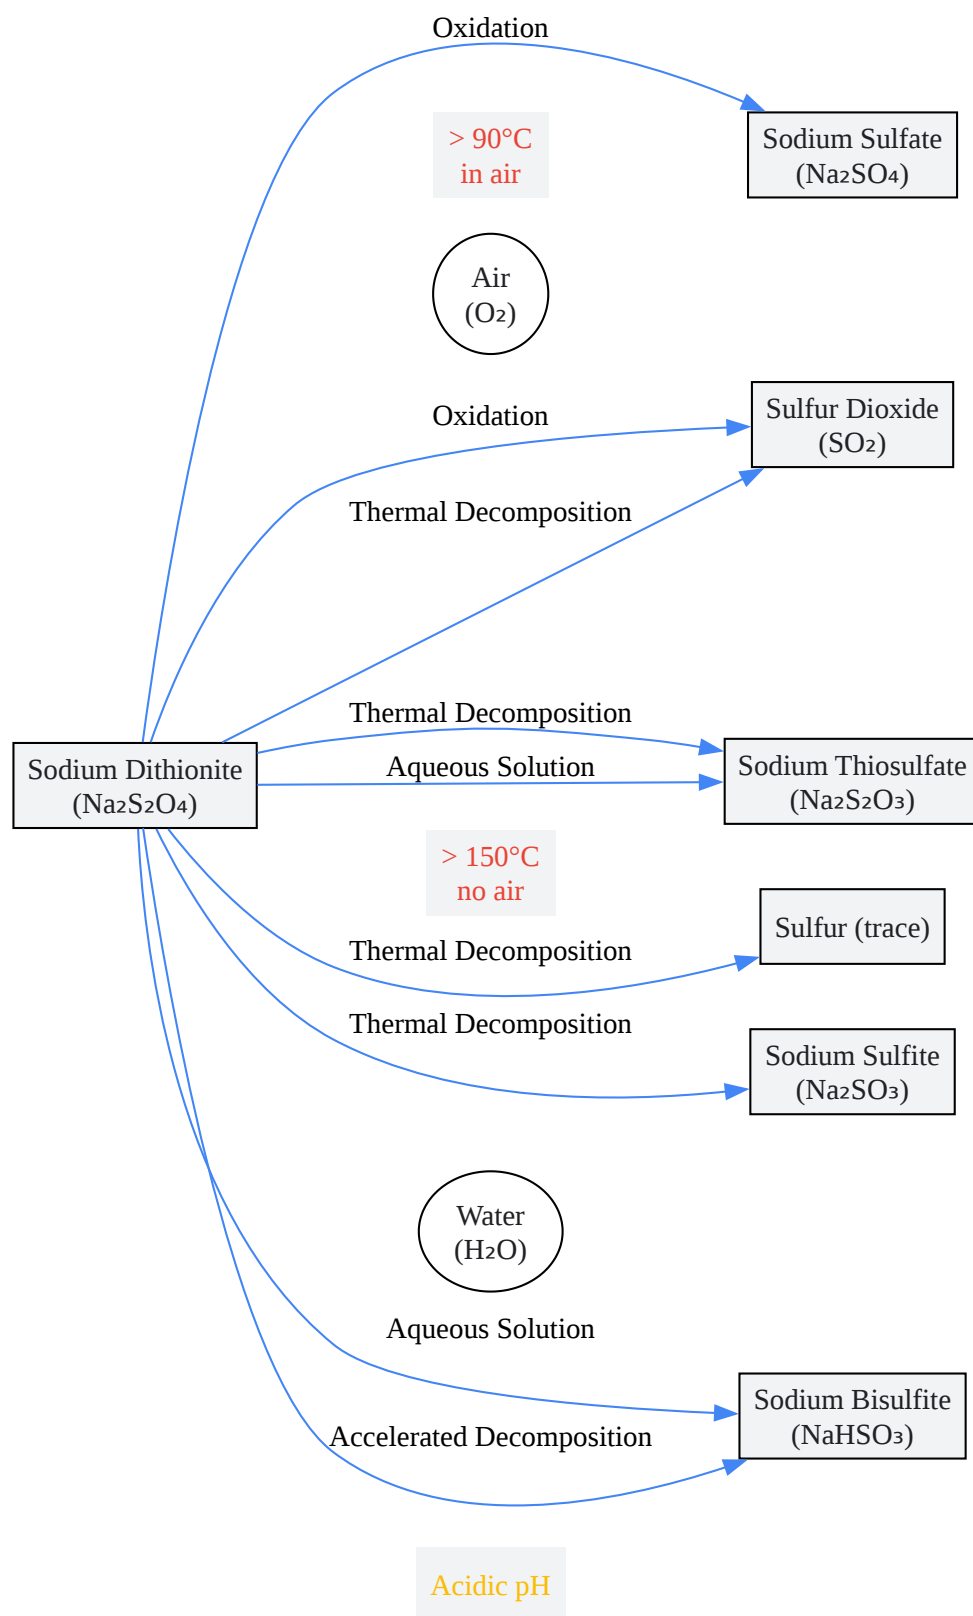 Oxidation
> 90°C
in air
Sodium Sulfate
(Na₂SO₄)
Air
(O₂)
Oxidation
Sulfur Dioxide
(SO₂)
Thermal Decomposition
Thermal Decomposition
Sodium Dithionite
(Na₂S₂O₄)
Aqueous Solution
Sodium Thiosulfate
(Na₂S₂O₃)
> 150°C
no air
Sulfur (trace)
Thermal Decomposition
Thermal Decomposition
Sodium Sulfite
(Na₂SO₃)
Water
(H₂O)
Aqueous Solution
Sodium Bisulfite
(NaHSO₃)
Accelerated Decomposition
Acidic pH